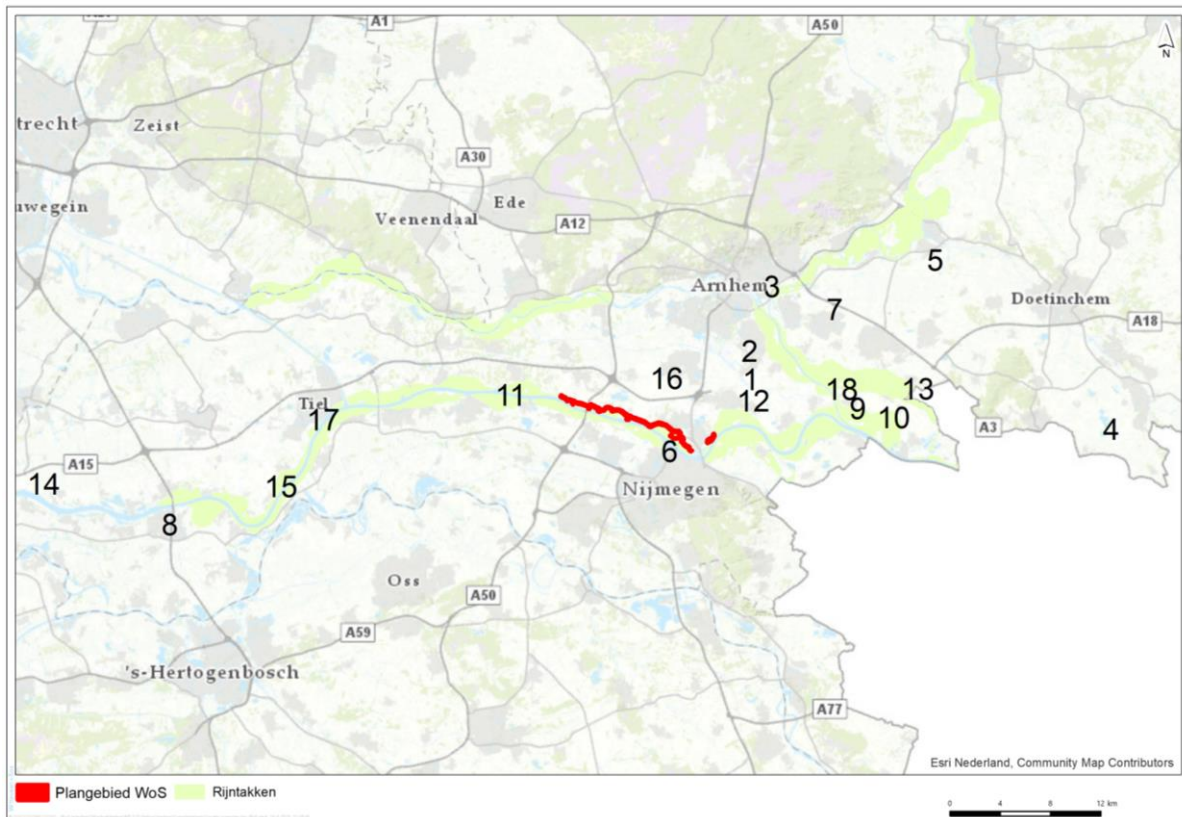 A1
A50
N
trecht
Zeist
A30
Ede
uwegein
Veenendaal
A12
5
Arnhem
3
7
Doetinchem
A18
2
16
1
18
13
11
12
9
Tiel
17
10
A3
4
6
A15
14
15
Nijmegen
8
Oss
A50
A59
's-Hertogenbosch
A77
Esri Nederland, Community Map Contributors
Plangebied WoS
Rijntakken
0 4 8 12 km